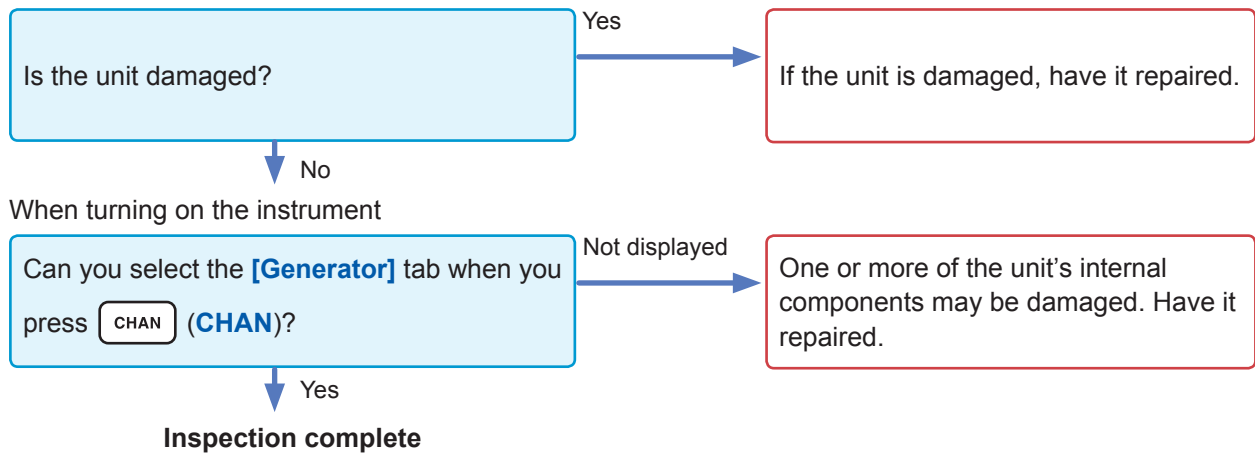 Yes
Is the unit damaged?
If the unit is damaged, have it repaired.
No
When turning on the instrument
Can you select the [Generator] tab when you
press CHAN (CHAN)?
Not displayed
One or more of the unit’s internal
components may be damaged. Have it
repaired.
Yes
Inspection complete